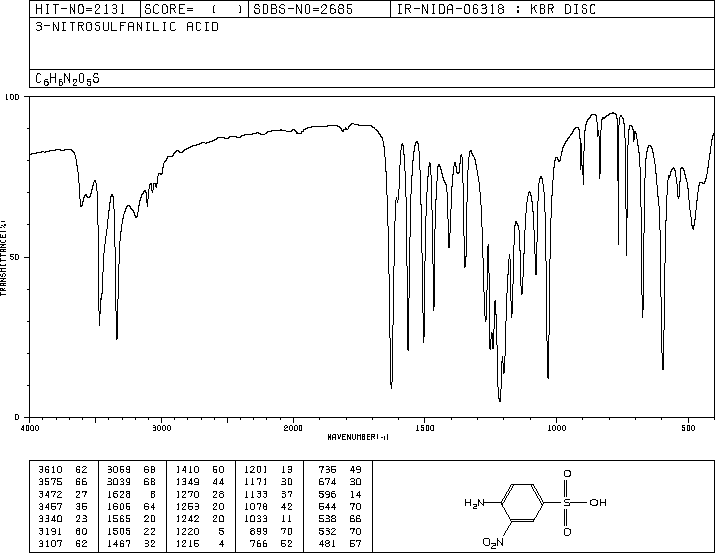 HIT-NO=2131 SCORE= ( ) SDBS-NO=2685 IR-NIDA-06318 : KBR DISC
3-NITROSULFANILIC ACID
C6H6N2O5S
100
50
0
TRANSMITTANCE(%)
4000 3000 2000 1500 1000 500
WAVENUMBER(-1)
3610 62 3069 68 1410 50 1201 13 736 49
3575 66 3039 68 1349 44 1171 30 674 30
3472 27 1628 8 1270 28 1133 37 596 14
3457 35 1606 64 1253 20 1078 42 544 70
3340 23 1565 20 1242 20 1033 11 538 66
3191 60 1505 22 1220 5 899 70 532 70
3107 62 1467 32 1215 4 766 52 481 57
O
H2N S OH
O
O2N